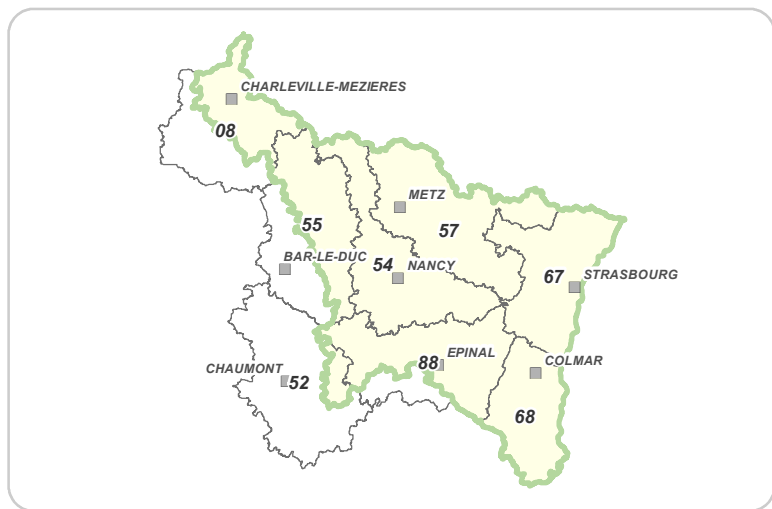 CHARLEVILLE-MEZIERES
08
METZ
55
57
BAR-LE-DUC
54
NANCY
67
STRASBOURG
CHAUMONT
52
88
EPINAL
COLMAR
68